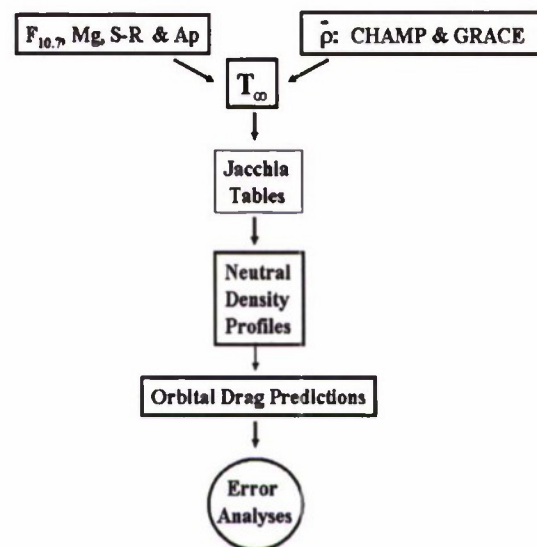 F10.7, Mg, S-R & Ap
ρ̄: CHAMP & GRACE
T∞
Jacchia
Tables
Neutral
Density
Profiles
Orbital Drag Predictions
Error
Analyses